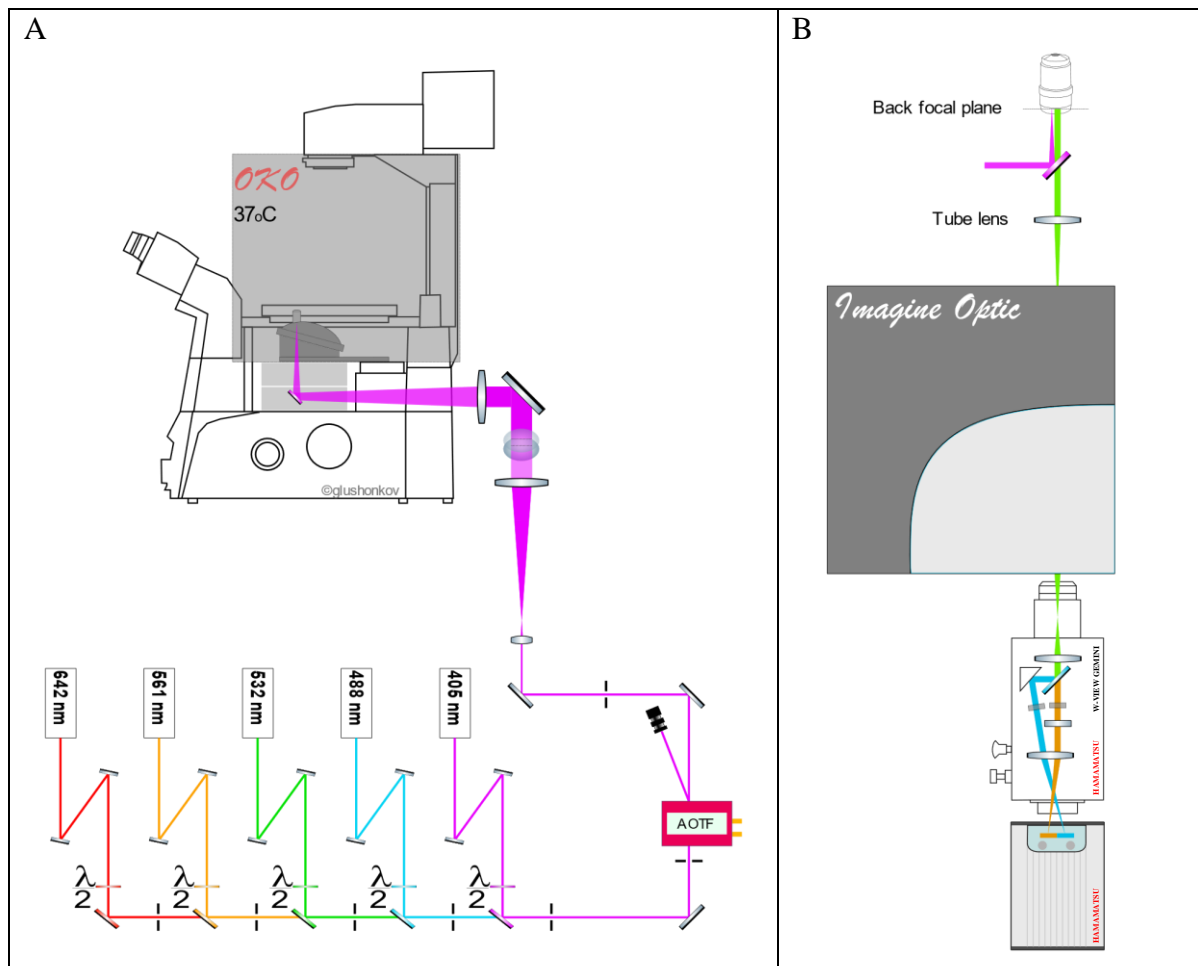 A
OKO
37oC
©glushonkov
642 nm
561 nm
532 nm
488 nm
405 nm
AOTF
λ/2
λ/2
λ/2
λ/2
λ/2
B
Back focal plane
Tube lens
Imagine Optic
W-VIEW GEMINI
HAMAMATSU
HAMAMATSU